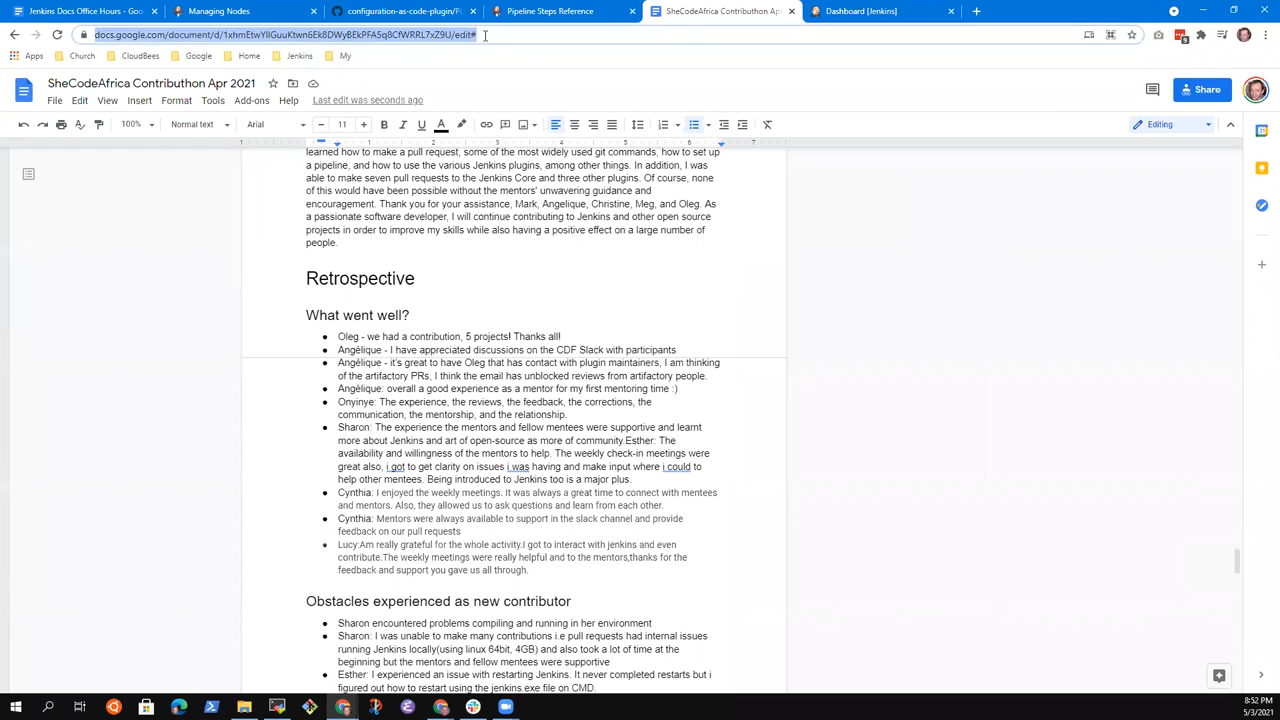 Jenkins Docs Office Hours - Goo
Managing Nodes
configuration-as-code-plugin/PL
Pipeline Steps Reference
SheCodeAfrica Contributhon Ap
Dashboard [Jenkins]
Apps
Church
CloudBees
Google
Home
Jenkins
My
SheCodeAfrica Contributhon Apr 2021
File Edit View Insert Format Tools Add-ons Help Last edit was seconds ago
Share
100% Normal text Arial 11
Editing
1 1 2 3 4 5 6 7
learned how to make a pull request, some of the most widely used git commands, how to set up
a pipeline, and how to use the various Jenkins plugins, among other things. In addition, I was
able to make seven pull requests to the Jenkins Core and three other plugins. Of course, none
of this would have been possible without the mentors' unwavering guidance and
encouragement. Thank you for your assistance, Mark, Angelique, Christine, Meg, and Oleg. As
a passionate software developer, I will continue contributing to Jenkins and other open source
projects in order to improve my skills while also having a positive effect on a large number of
people.
Retrospective
What went well?
● Oleg - we had a contribution, 5 projects! Thanks all!
● Angélique - I have appreciated discussions on the CDF Slack with participants
● Angélique - it's great to have Oleg that has contact with plugin maintainers, I am thinking
of the artifactory PRs, I think the email has unblocked reviews from artifactory people.
● Angélique: overall a good experience as a mentor for my first mentoring time :)
● Onyinye: The experience, the reviews, the feedback, the corrections, the
communication, the mentorship, and the relationship.
● Sharon: The experience the mentors and fellow mentees were supportive and learnt
more about Jenkins and art of open-source as more of community.Esther: The
availability and willingness of the mentors to help. The weekly check-in meetings were
great also, i got to get clarity on issues i was having and make input where i could to
help other mentees. Being introduced to Jenkins too is a major plus.
● Cynthia: I enjoyed the weekly meetings. It was always a great time to connect with mentees
and mentors. Also, they allowed us to ask questions and learn from each other.
● Cynthia: Mentors were always available to support in the slack channel and provide
feedback on our pull requests
● Lucy:Am really grateful for the whole activity.I got to interact with jenkins and even
contribute.The weekly meetings were really helpful and to the mentors,thanks for the
feedback and support you gave us all through.
Obstacles experienced as new contributor
● Sharon encountered problems compiling and running in her environment
● Sharon: I was unable to make many contributions i.e pull requests had internal issues
running Jenkins locally(using linux 64bit, 4GB) and also took a lot of time at the
beginning but the mentors and fellow mentees were supportive
● Esther: I experienced an issue with restarting Jenkins. It never completed restarts but i
figured out how to restart using the jenkins.exe file on CMD.
8:52 PM
5/3/2021